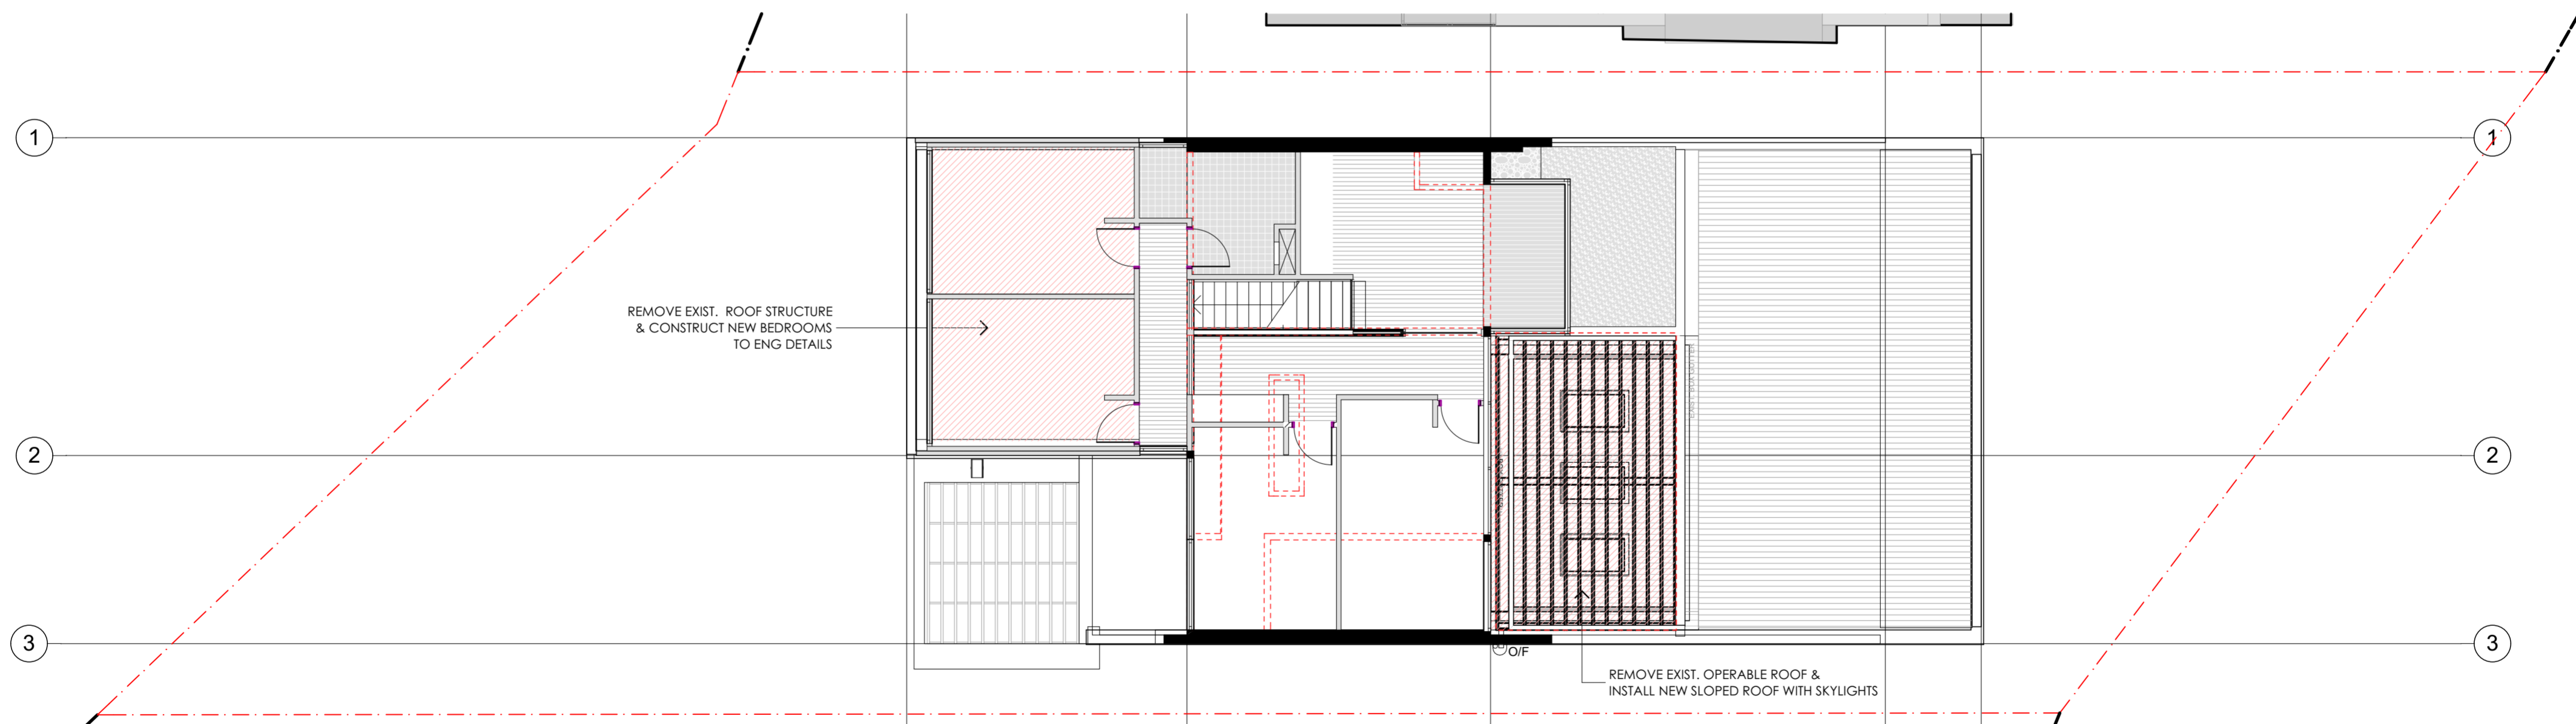 1
1
REMOVE EXIST. ROOF STRUCTURE
& CONSTRUCT NEW BEDROOMS
TO ENG DETAILS
2
2
3
3
O/F
REMOVE EXIST. OPERABLE ROOF &
INSTALL NEW SLOPED ROOF WITH SKYLIGHTS